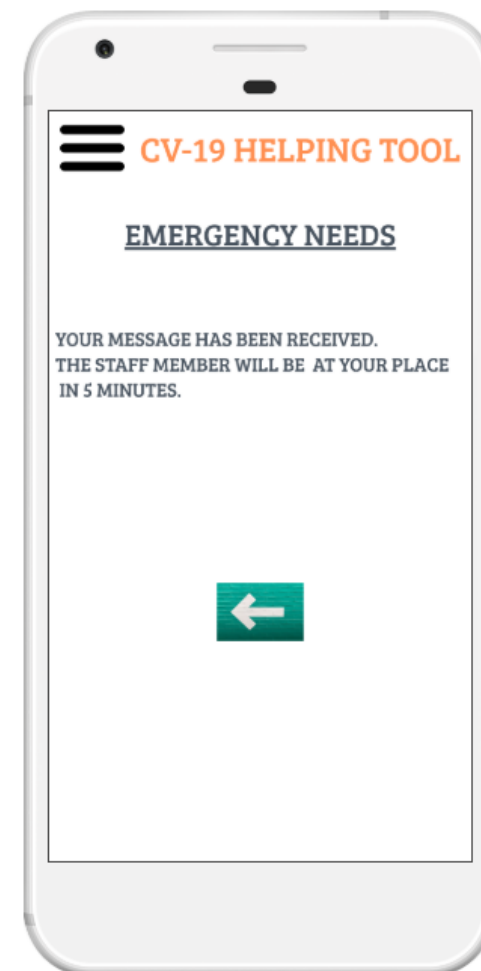 CV-19 HELPING TOOL
EMERGENCY NEEDS
YOUR MESSAGE HAS BEEN RECEIVED.
THE STAFF MEMBER WILL BE AT YOUR PLACE
IN 5 MINUTES.